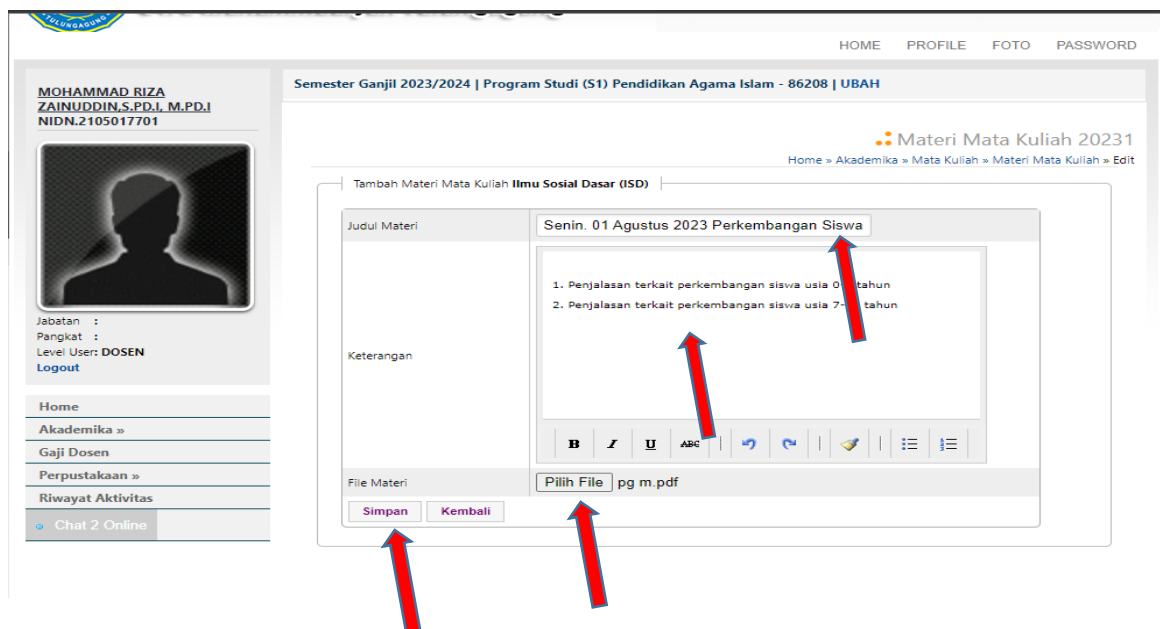 TULUNGAGUNG
HOME PROFILE FOTO PASSWORD
MOHAMMAD RIZA
ZAINUDDIN,S.PD.I, M.PD.I
NIDN.2105017701
Semester Ganjil 2023/2024 | Program Studi (S1) Pendidikan Agama Islam - 86208 | UBAH
Materi Mata Kuliah 20231
Home » Akademika » Mata Kuliah » Materi Mata Kuliah » Edit
Tambah Materi Mata Kuliah Ilmu Sosial Dasar (ISD)
Judul Materi
Senin. 01 Agustus 2023 Perkembangan Siswa
Keterangan
1. Penjalasan terkait perkembangan siswa usia 0- tahun
2. Penjalasan terkait perkembangan siswa usia 7- tahun
B I U ABC
File Materi
Pilih File pg m.pdf
Simpan Kembali
Jabatan :
Pangkat :
Level User: DOSEN
Logout
Home
Akademika »
Gaji Dosen
Perpustakaan »
Riwayat Aktivitas
Chat 2 Online